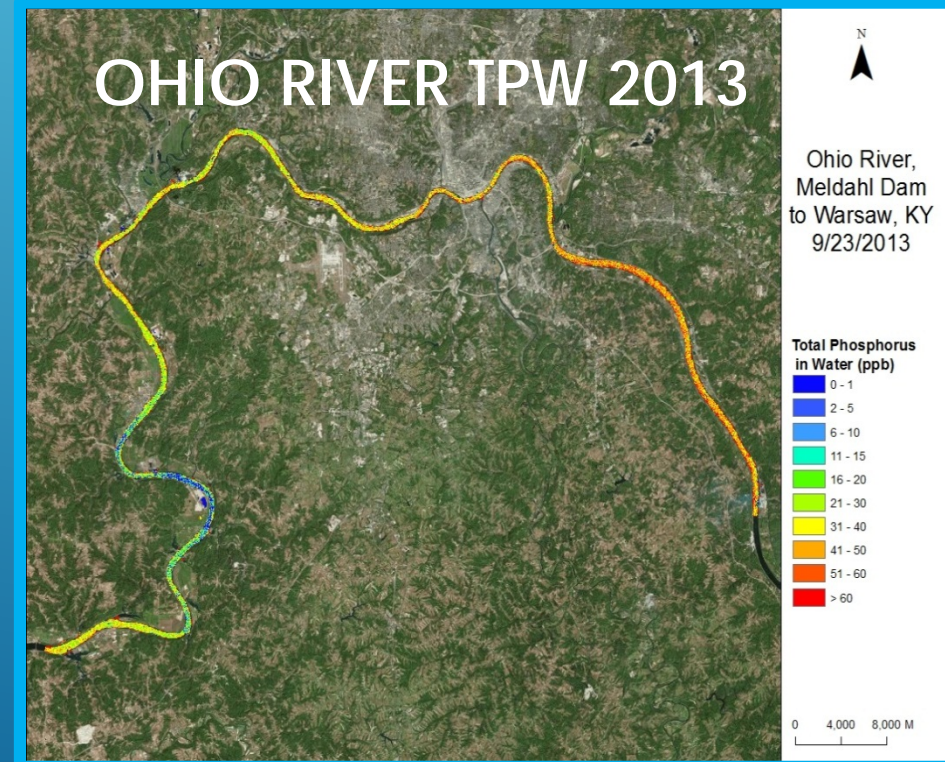 OHIO RIVER TPW 2013
N
Ohio River,
Meldahl Dam
to Warsaw, KY
9/23/2013
Total Phosphorus
in Water (ppb)
0 - 1
2 - 5
6 - 10
11 - 15
16 - 20
21 - 30
31 - 40
41 - 50
51 - 60
> 60
0 4,000 8,000 M